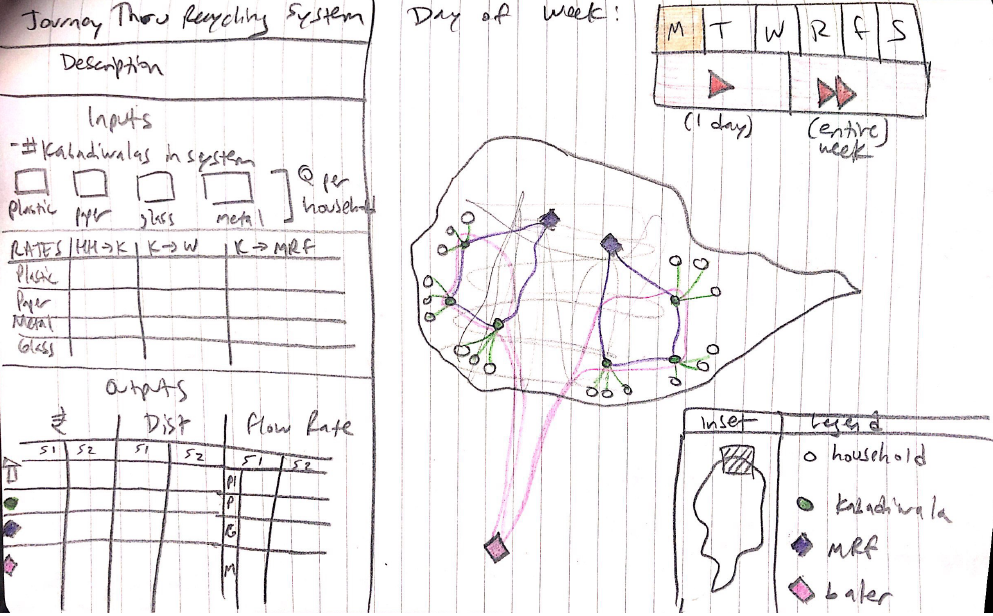 Journey Thru Recycling System
Description
Inputs
- # Kabadiwalas in system
Plastic paper glass metal
Q per household
RATES HH→K K→W K→MRF
Plastic
Paper
Metal
Glass
Outputs
₹ Dist Flow Rate
S1 S2 S1 S2 S1 S2
Pl
P
G
M
Day of week:
M T W R F S
(1 day)
(entire) week
inset
Legend
household
Kabadiwala
MRF
baler